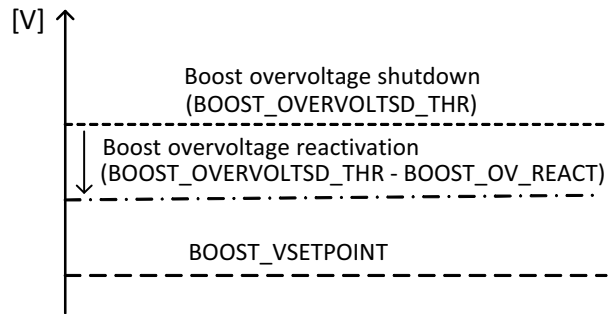 [V]
Boost overvoltage shutdown
(BOOST_OVERVOLTSD_THR)
Boost overvoltage reactivation
(BOOST_OVERVOLTSD_THR - BOOST_OV_REACT)
BOOST_VSETPOINT